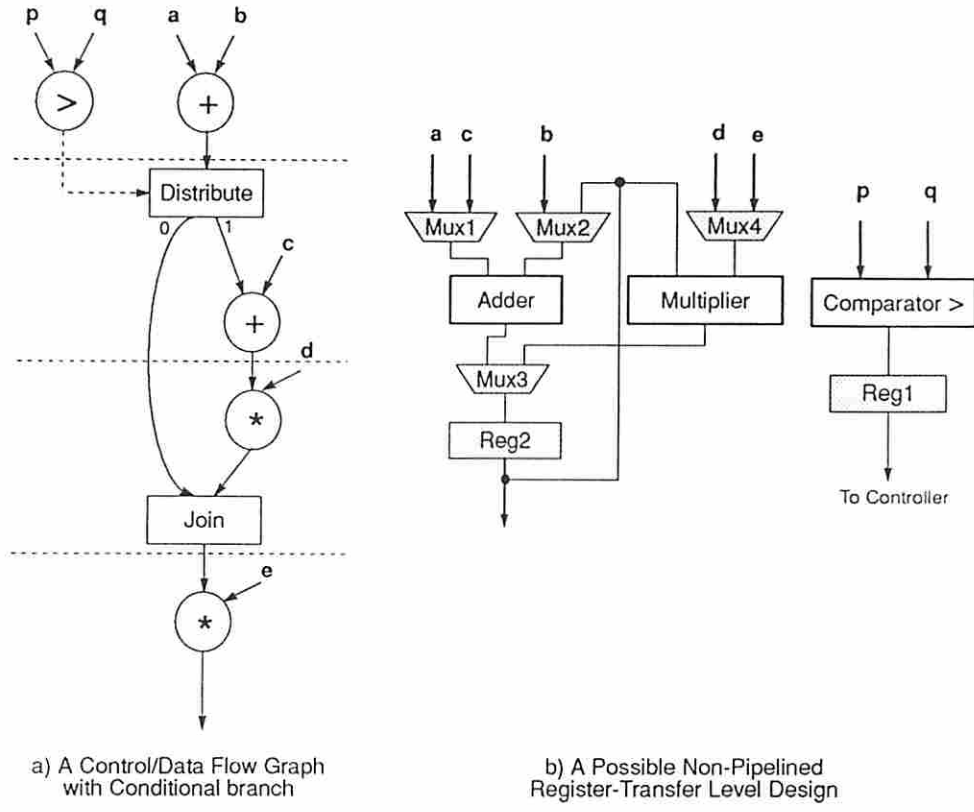 p q a b
> +
Distribute
0 1
c
+
d
*
Join
e
*
a c b d e
p q
Mux1 Mux2 Mux4
Adder Multiplier Comparator >
Mux3
Reg1
Reg2
To Controller
a) A Control/Data Flow Graph
with Conditional branch
b) A Possible Non-Pipelined
Register-Transfer Level Design